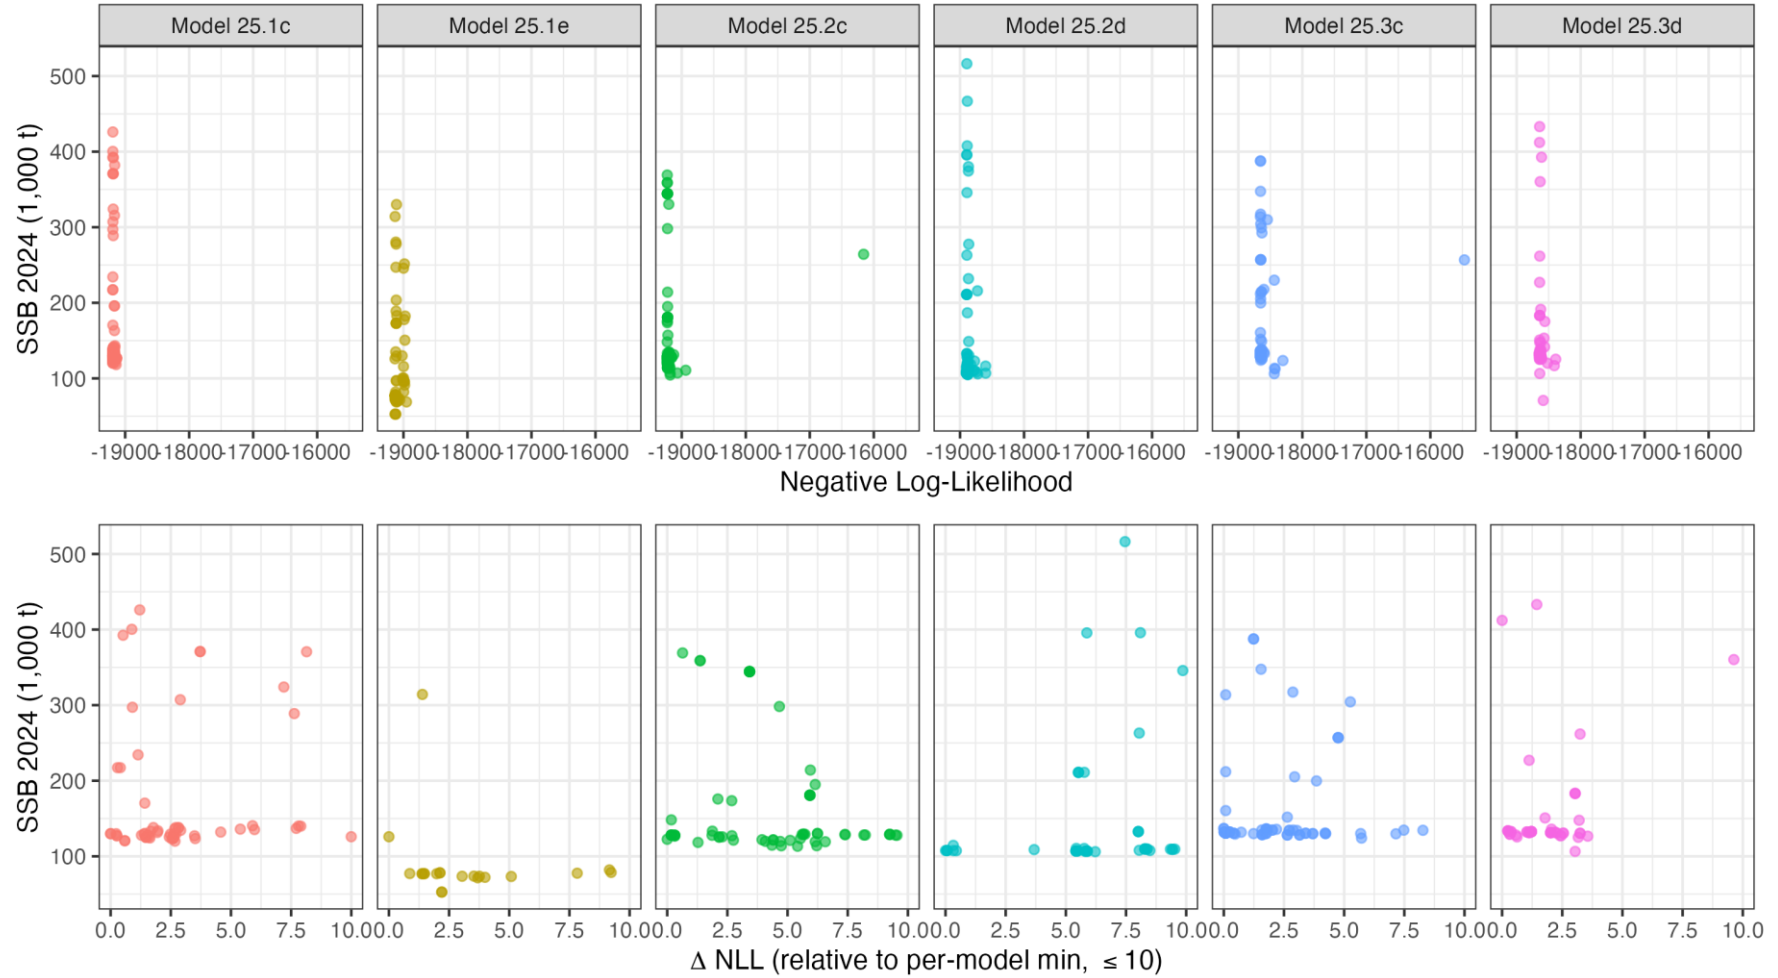 Model 25.1c Model 25.1e Model 25.2c Model 25.2d Model 25.3c Model 25.3d
SSB 2024 (1,000 t)
500
400
300
200
100
-19000 -18000 -17000 -16000 -19000 -18000 -17000 -16000 -19000 -18000 -17000 -16000 -19000 -18000 -17000 -16000 -19000 -18000 -17000 -16000 -19000 -18000 -17000 -16000
Negative Log-Likelihood
SSB 2024 (1,000 t)
500
400
300
200
100
0.0 2.5 5.0 7.5 10.0 0.0 2.5 5.0 7.5 10.0 0.0 2.5 5.0 7.5 10.0 0.0 2.5 5.0 7.5 10.0 0.0 2.5 5.0 7.5 10.0 0.0 2.5 5.0 7.5 10.0
Δ NLL (relative to per-model min, ≤ 10)